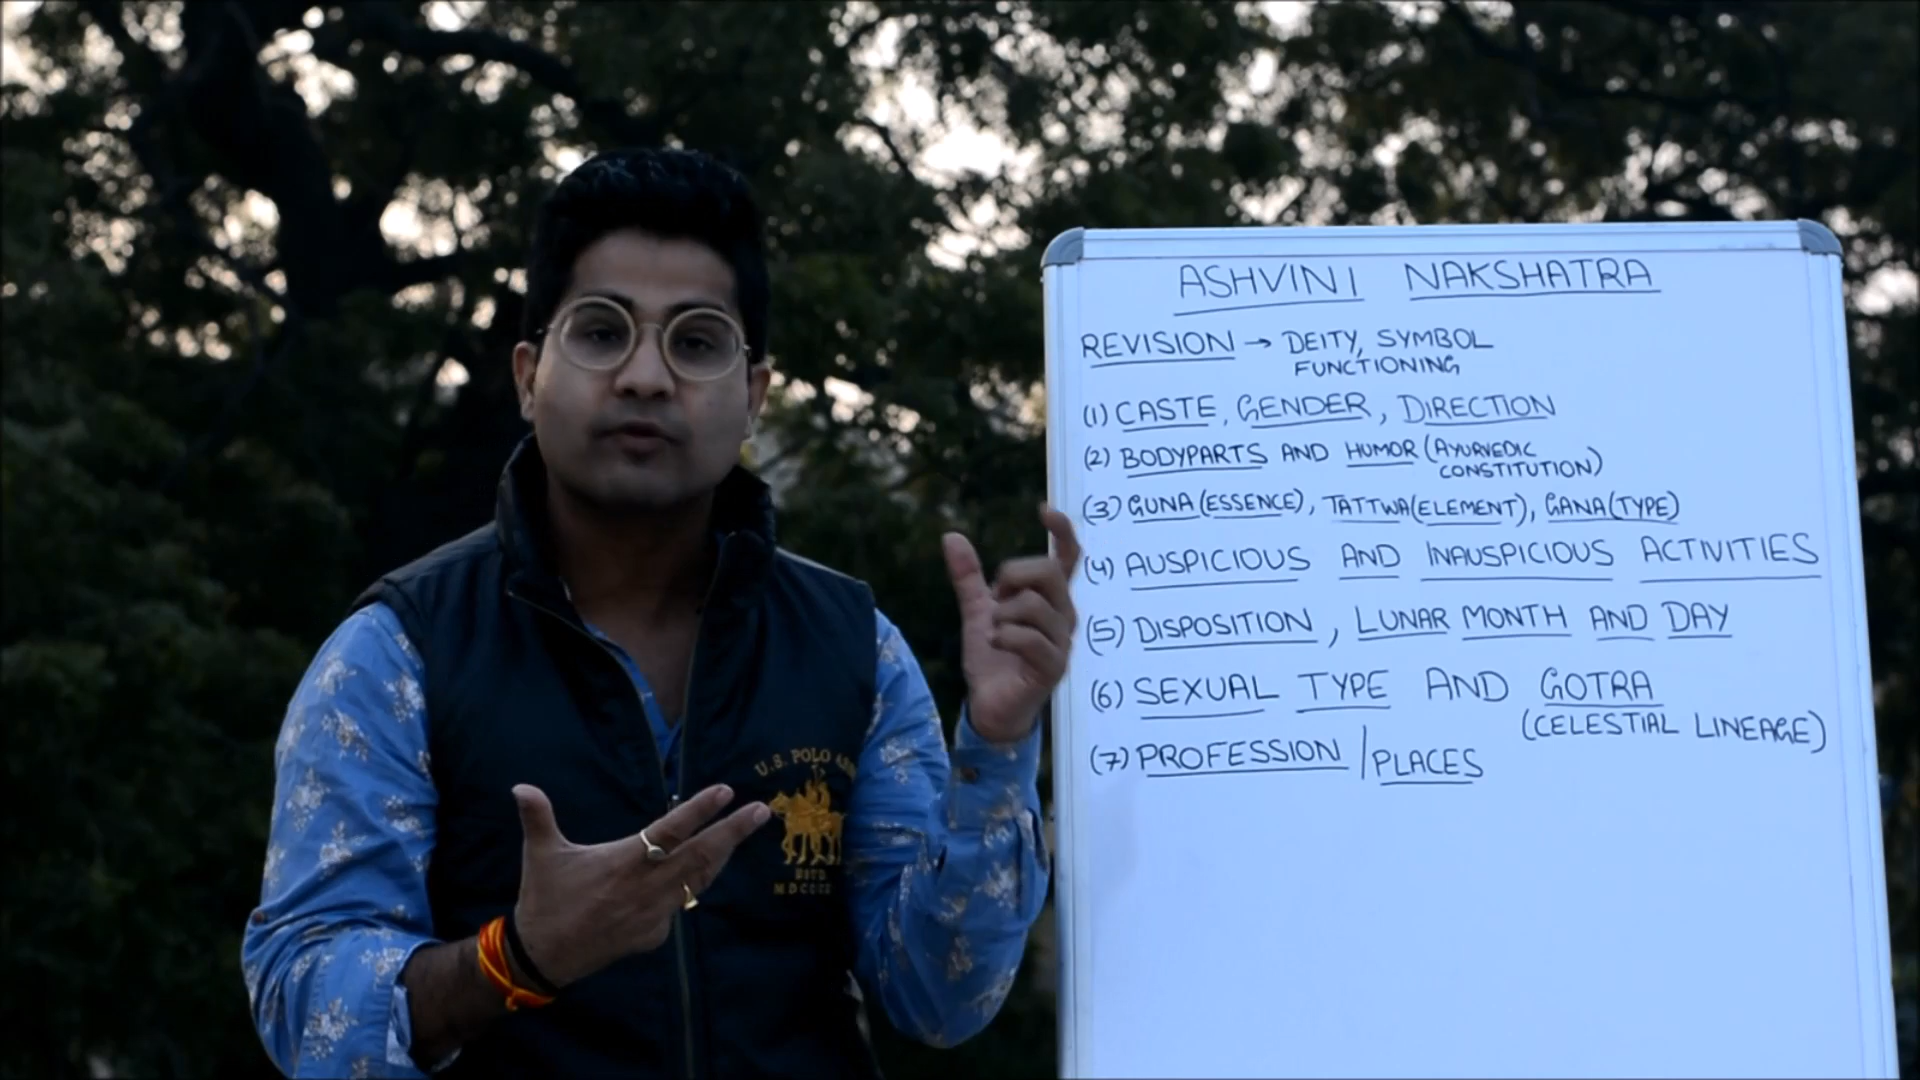 ASHVINI NAKSHATRA
REVISION → DEITY, SYMBOL
FUNCTIONING
(1) CASTE, GENDER, DIRECTION
(2) BODYPARTS AND HUMOR (AYURVEDIC
CONSTITUTION)
(3) GUNA (ESSENCE), TATTWA (ELEMENT), GANA (TYPE)
(4) AUSPICIOUS AND INAUSPICIOUS ACTIVITIES
(5) DISPOSITION, LUNAR MONTH AND DAY
(6) SEXUAL TYPE AND GOTRA
(CELESTIAL LINEAGE)
(7) PROFESSION / PLACES
U.S. POLO